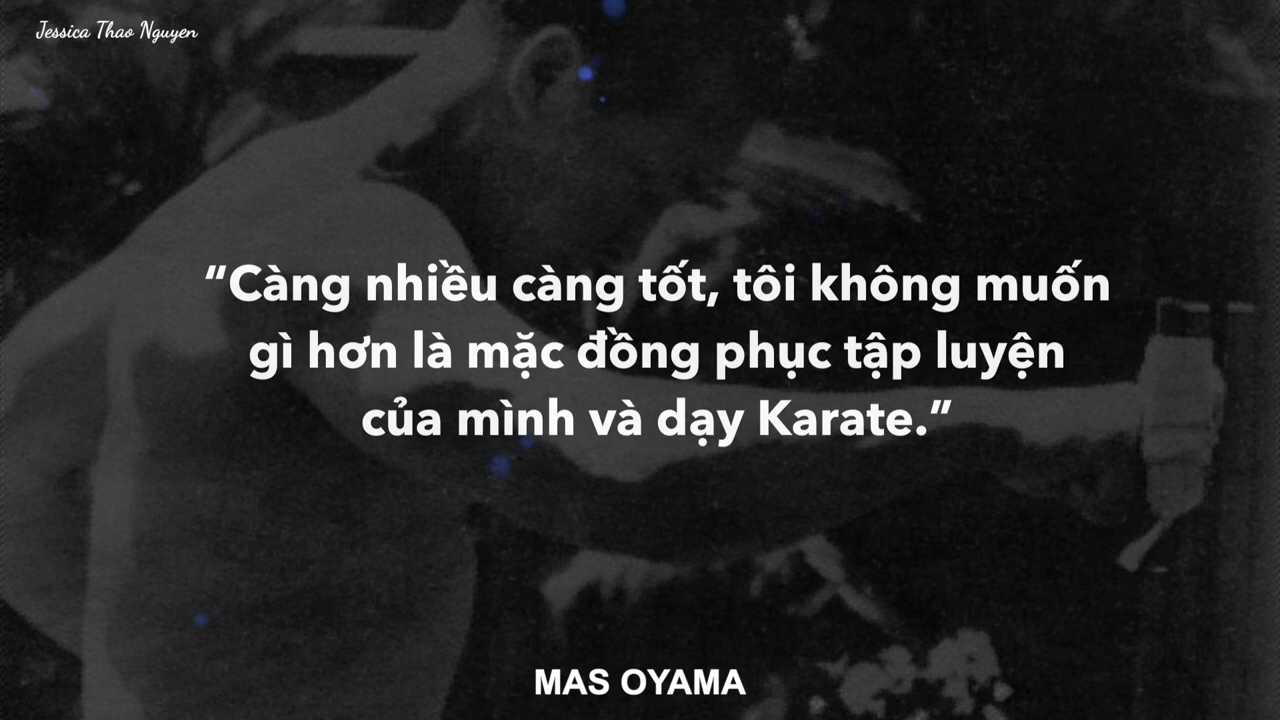 Jessica Thao Nguyen
“Càng nhiều càng tốt, tôi không muốn
gì hơn là mặc đồng phục tập luyện
của mình và dạy Karate.”
MAS OYAMA